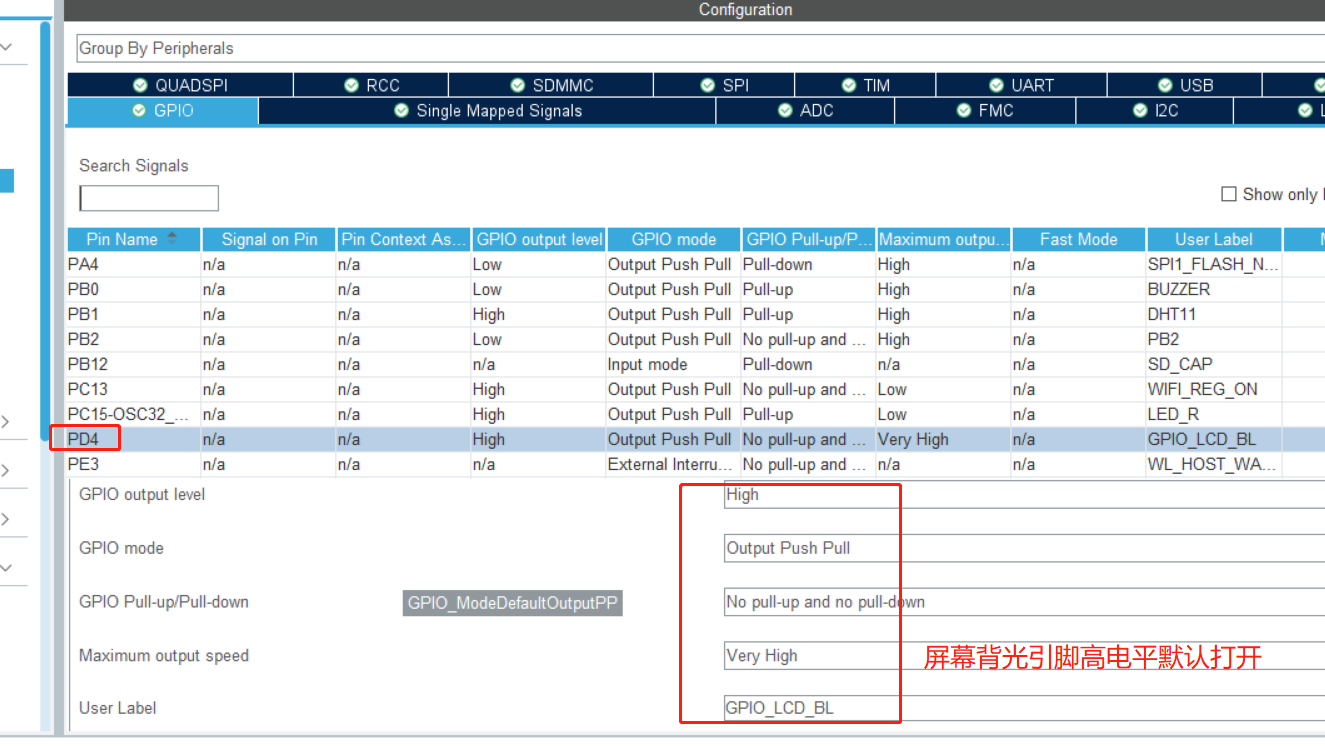 Configuration
Group By Peripherals
QUADSPI RCC SDMMC SPI TIM UART USB
GPIO Single Mapped Signals ADC FMC I2C L
Search Signals
Show only
Pin Name Signal on Pin Pin Context As... GPIO output level GPIO mode GPIO Pull-up/P... Maximum outpu... Fast Mode User Label
PA4 n/a n/a Low Output Push Pull Pull-down High n/a SPI1_FLASH_N...
PB0 n/a n/a Low Output Push Pull Pull-up High n/a BUZZER
PB1 n/a n/a High Output Push Pull Pull-up High n/a DHT11
PB2 n/a n/a Low Output Push Pull No pull-up and ... High n/a PB2
PB12 n/a n/a n/a Input mode Pull-down n/a n/a SD_CAP
PC13 n/a n/a High Output Push Pull No pull-up and ... Low n/a WIFI_REG_ON
PC15-OSC32_... n/a n/a High Output Push Pull Pull-up Low n/a LED_R
PD4 n/a n/a High Output Push Pull No pull-up and ... Very High n/a GPIO_LCD_BL
PE3 n/a n/a n/a External Interru... No pull-up and ... n/a n/a WL_HOST_WA...
GPIO output level High
GPIO mode Output Push Pull
GPIO Pull-up/Pull-down GPIO_ModeDefaultOutputPP No pull-up and no pull-down
Maximum output speed Very High 屏幕背光引脚高电平默认打开
User Label GPIO_LCD_BL